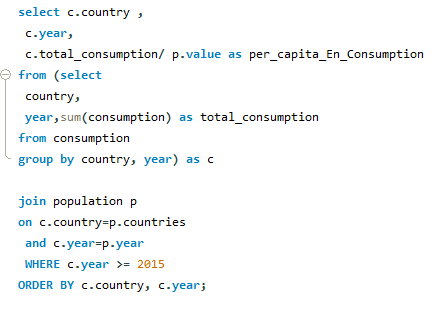 select c.country ,
c.year,
c.total_consumption/ p.value as per_capita_En_Consumption
from (select
country,
year,sum(consumption) as total_consumption
from consumption
group by country, year) as c
join population p
on c.country=p.countries
and c.year=p.year
WHERE c.year >= 2015
ORDER BY c.country, c.year;